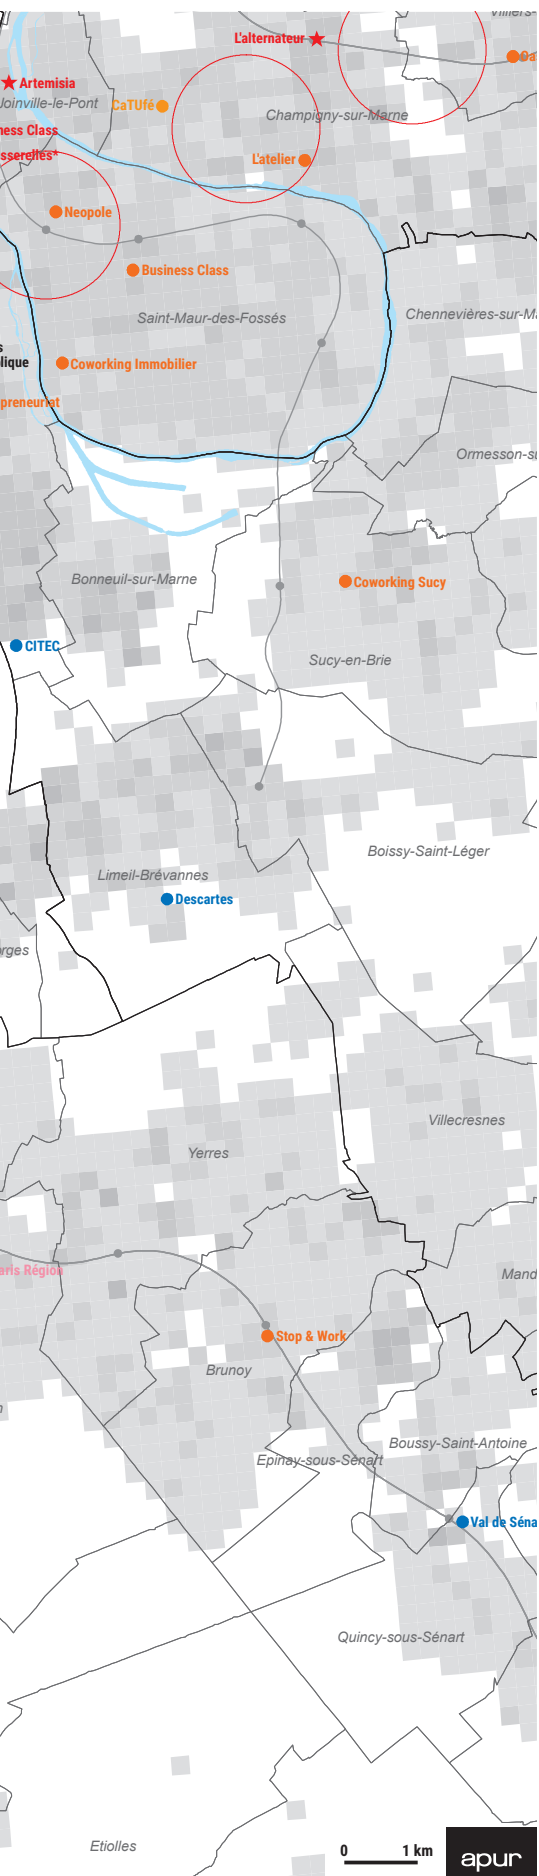 Villiers-
L'alternateur
Artemisia
Joinville-le-Pont
CaTUfé
Champigny-sur-Marne
ness Class
sserelles*
L'atelier
Neopole
Business Class
Saint-Maur-des-Fossés
Chennevières-sur-Ma
s
lique
Coworking Immobilier
preneuriat
Ormesson-su
Bonneuil-sur-Marne
Coworking Sucy
CITEC
Sucy-en-Brie
Boissy-Saint-Léger
Limeil-Brévannes
Descartes
rges
Villecresnes
Yerres
aris Région
Mand
Stop & Work
Brunoy
Boussy-Saint-Antoine
Epinay-sous-Sénart
Val de Séna
Quincy-sous-Sénart
Etiolles
0 1 km
apur